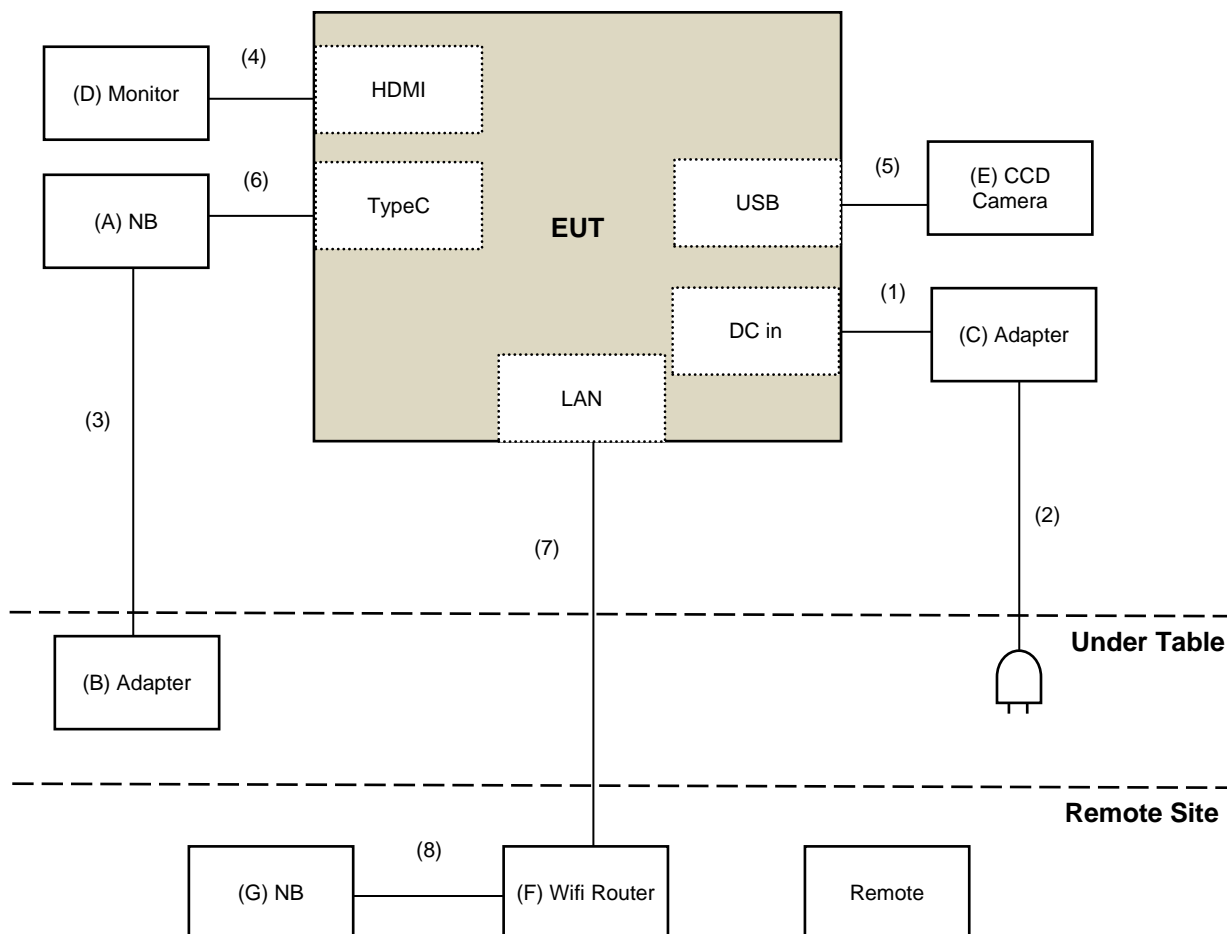 (4)
HDMI
(D) Monitor
(6)
TypeC
(A) NB
EUT
USB
(5)
(E) CCD
Camera
(1)
DC in
(C) Adapter
LAN
(3)
(2)
(7)
Under Table
(B) Adapter
Remote Site
(8)
(G) NB
(F) Wifi Router
Remote